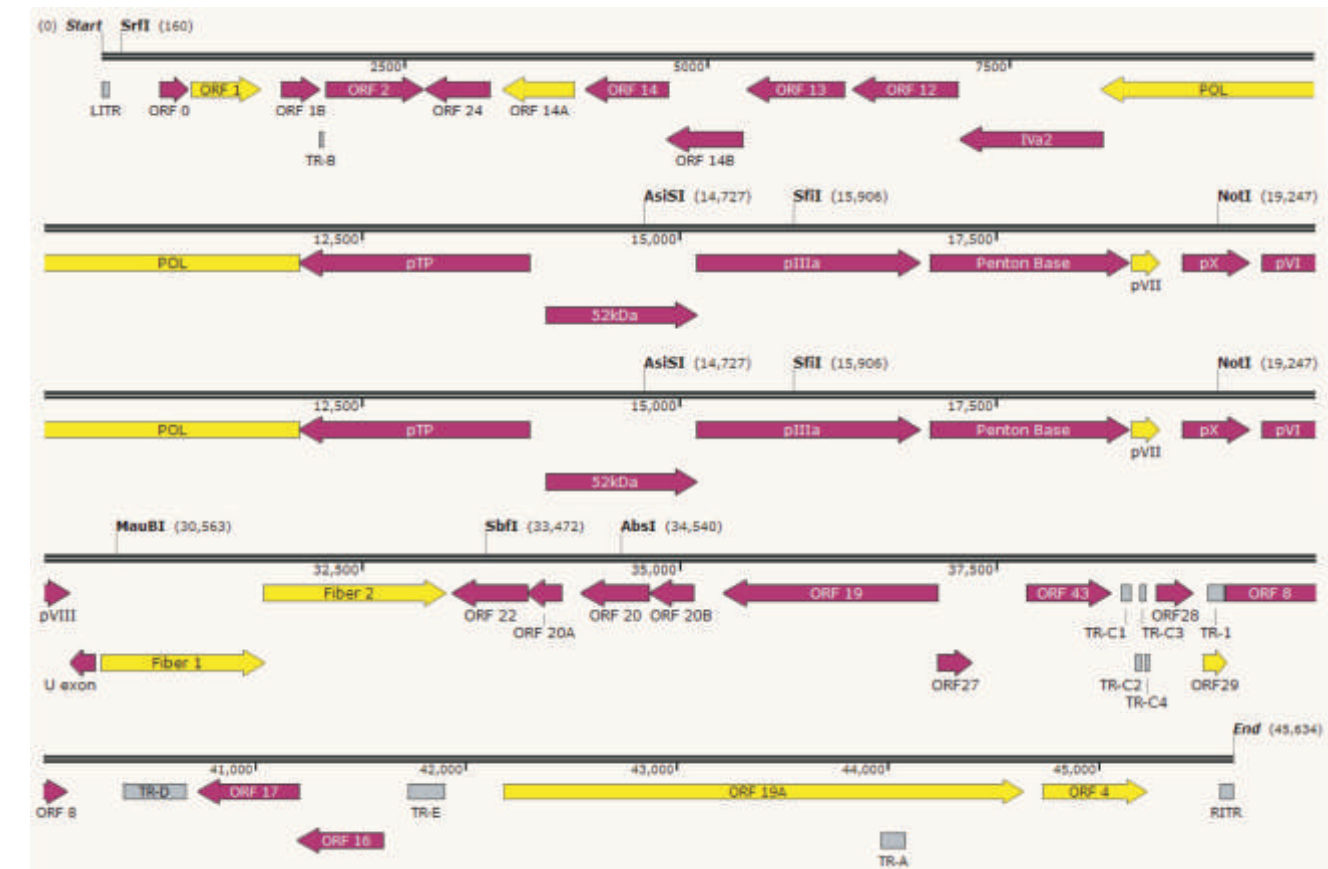 (0) Start SrfI (160)
2500 5000 7500
ORF 1 ORF 2 ORF 14 ORF 13 ORF 12 POL
LITR ORF 0 ORF 1B ORF 24 ORF 14A
IVa2
TR-B ORF 14B
AsiSI (14,727) SfiI (15,906) NotI (19,247)
12,500 15,000 17,500
POL pTP pIIIa Penton Base pX pVI
pVII
52kDa
AsiSI (14,727) SfiI (15,906) NotI (19,247)
12,500 15,000 17,500
POL pTP pIIIa Penton Base pX pVI
pVII
52kDa
MauBI (30,563) SbfI (33,472) AbsI (34,540)
32,500 35,000 37,500
Fiber 2 ORF 19 ORF 43 ORF 8
pVIII ORF 22 ORF 20 ORF 20B ORF28
ORF 20A TR-C1 TR-C3 TR-1
Fiber 1
U exon ORF27 TR-C2 ORF29
TR-C4
End (45,634)
41,000 42,000 43,000 44,000 45,000
TR-D ORF 17 ORF 19A ORF 4
ORF 8 TR-E RITR
ORF 16
TR-A